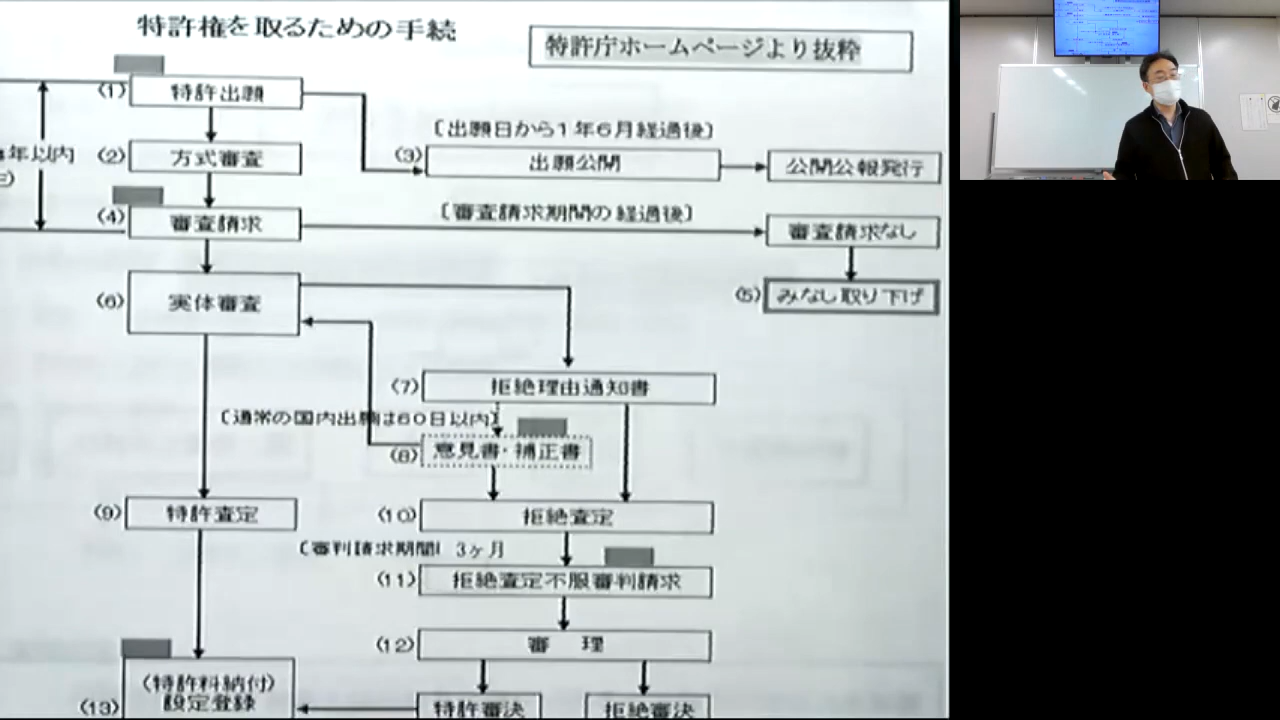 特許権を取るための手続
特許庁ホームページより抜粋
(1) 特許出願
年以内
(2) 方式審査
〔出願日から1年6月経過後〕
(3) 出願公開
公開公報発行
(4) 審査請求
〔審査請求期間の経過後〕
審査請求なし
(5) みなし取り下げ
(6) 実体審査
(7) 拒絶理由通知書
〔通常の国内出願は60日以内〕
(8) 意見書・補正書
(9) 特許査定
(10) 拒絶査定
〔審判請求期間〕 3ヶ月
(11) 拒絶査定不服審判請求
(12) 審 理
(13) (特許料納付)
設定登録
特許審決
拒絶審決